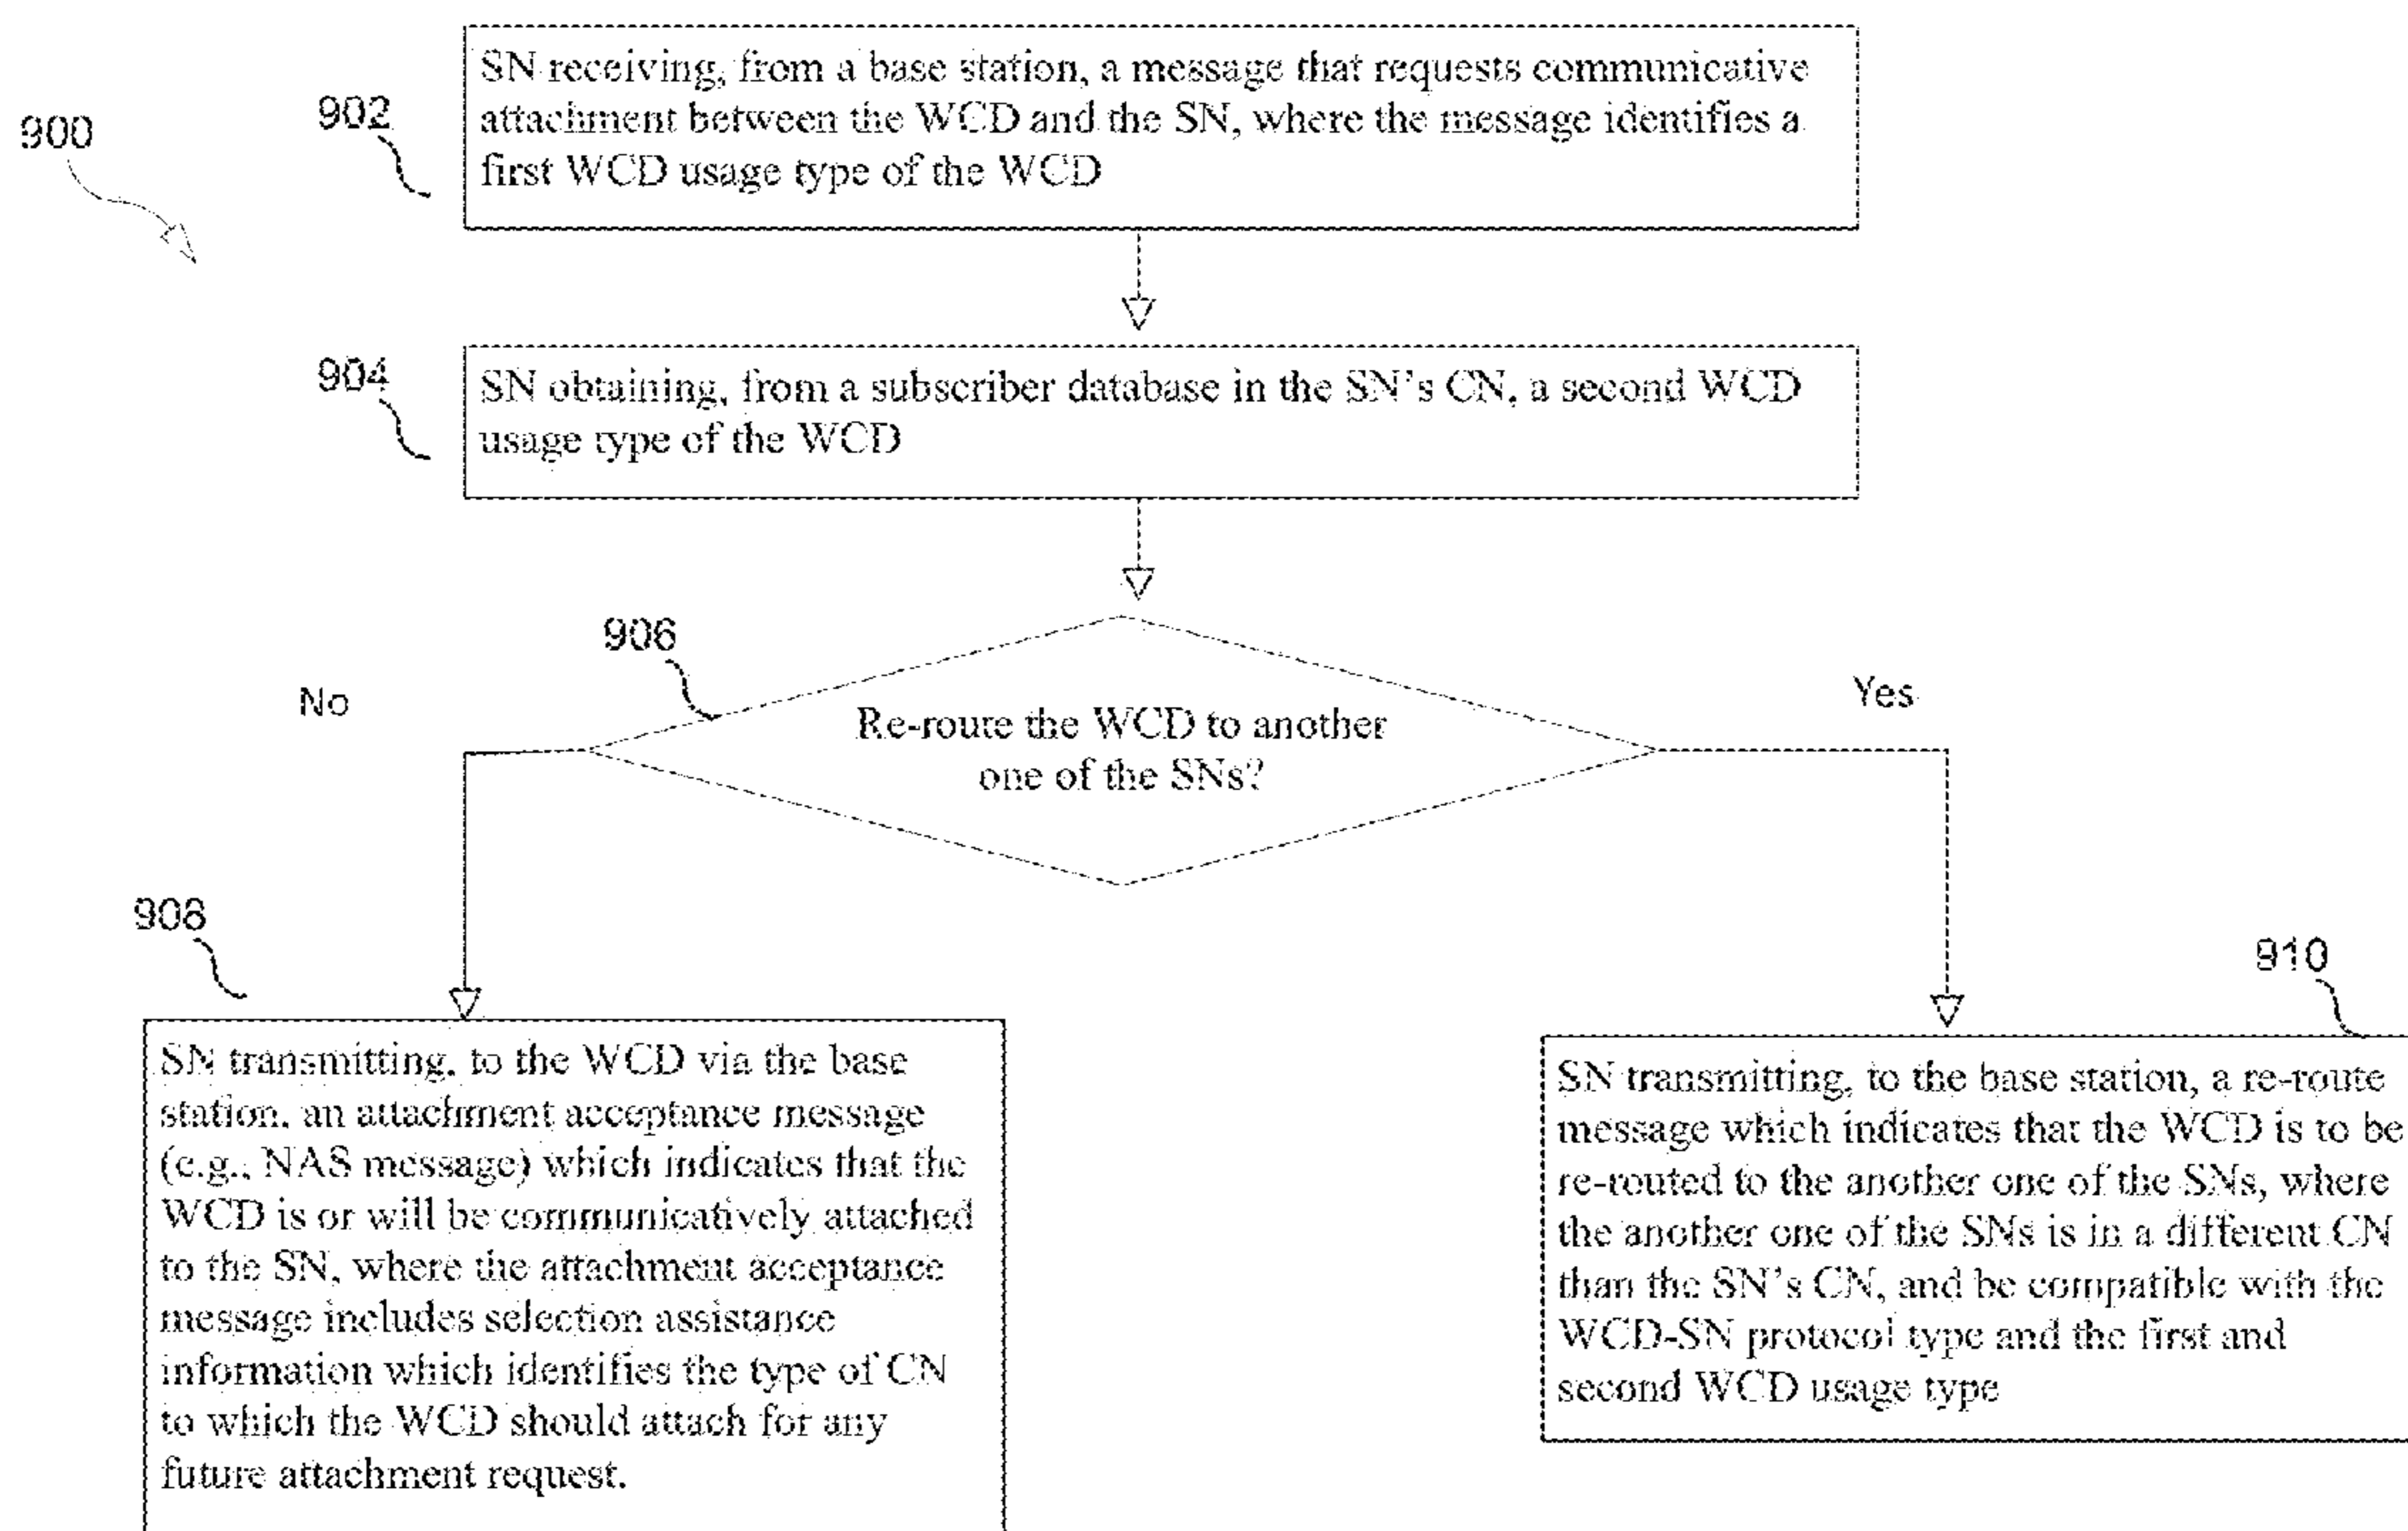 900
902
SN receiving, from a base station, a message that requests communicative
attachment between the WCD and the SN, where the message identifies a
first WCD usage type of the WCD
904
SN obtaining, from a subscriber database in the SN's CN, a second WCD
usage type of the WCD
906
No
Yes
Re-route the WCD to another
one of the SNs?
908
SN transmitting, to the WCD via the base
station, an attachment acceptance message
(e.g., NAS message) which indicates that the
WCD is or will be communicatively attached
to the SN, where the attachment acceptance
message includes selection assistance
information which identifies the type of CN
to which the WCD should attach for any
future attachment request.
910
SN transmitting, to the base station, a re-route
message which indicates that the WCD is to be
re-routed to the another one of the SNs, where
the another one of the SNs is in a different CN
than the SN's CN, and be compatible with the
WCD-SN protocol type and the first and
second WCD usage type